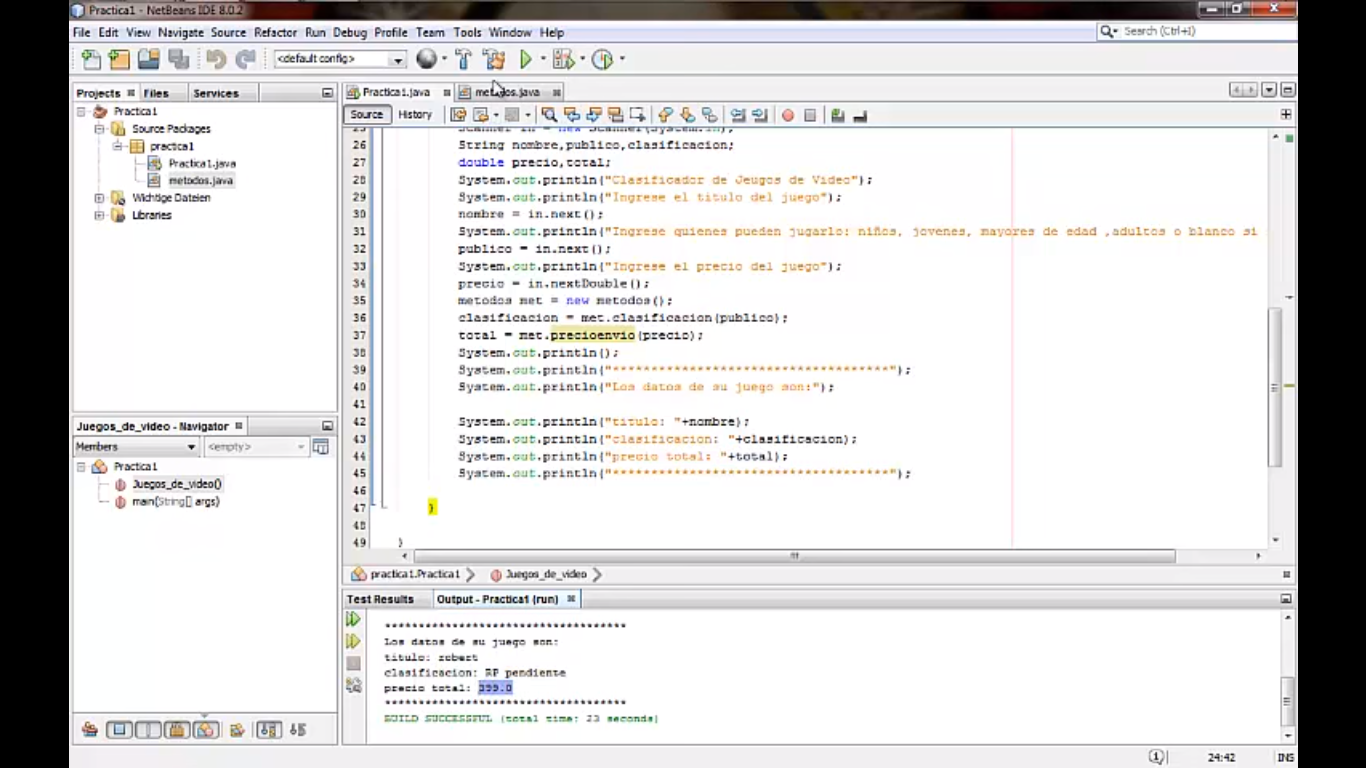 Practica1 - NetBeans IDE 8.0.2
File Edit View Navigate Source Refactor Run Debug Profile Team Tools Window Help
Search (Ctrl+I)
<default config>
Projects Files Services
Practica1.java metodos.java
Source History
Practica1
Source Packages
practica1
Practica1.java
metodos.java
Wichtige Dateien
Libraries
25 Scanner in = new Scanner(System.in);
26 String nombre,publico,clasificacion;
27 double precio,total;
28 System.out.println("Clasificador de Jeugos de Video");
29 System.out.println("Ingrese el titulo del juego");
30 nombre = in.next();
31 System.out.println("Ingrese quienes pueden jugarlo: niños, jovenes, mayores de edad ,adultos o blanco si
32 publico = in.next();
33 System.out.println("Ingrese el precio del juego");
34 precio = in.nextDouble();
35 metodos met = new metodos();
36 clasificacion = met.clasificacion(publico);
37 total = met.precioenvio(precio);
38 System.out.println();
39 System.out.println("************************************");
40 System.out.println("Los datos de su juego son:");
41
42 System.out.println("titulo: "+nombre);
43 System.out.println("clasificacion: "+clasificacion);
44 System.out.println("precio total: "+total);
45 System.out.println("************************************");
46
47 }
48
49 }
Juegos_de_video - Navigator
Members <empty>
Practica1
Juegos_de_video()
main(String[] args)
practica1.Practica1 Juegos_de_video
Test Results Output - Practica1 (run)
************************************
Los datos de su juego son:
titulo: robert
clasificacion: RP pendiente
precio total: 399.0
************************************
BUILD SUCCESSFUL (total time: 23 seconds)
1 24:42 INS